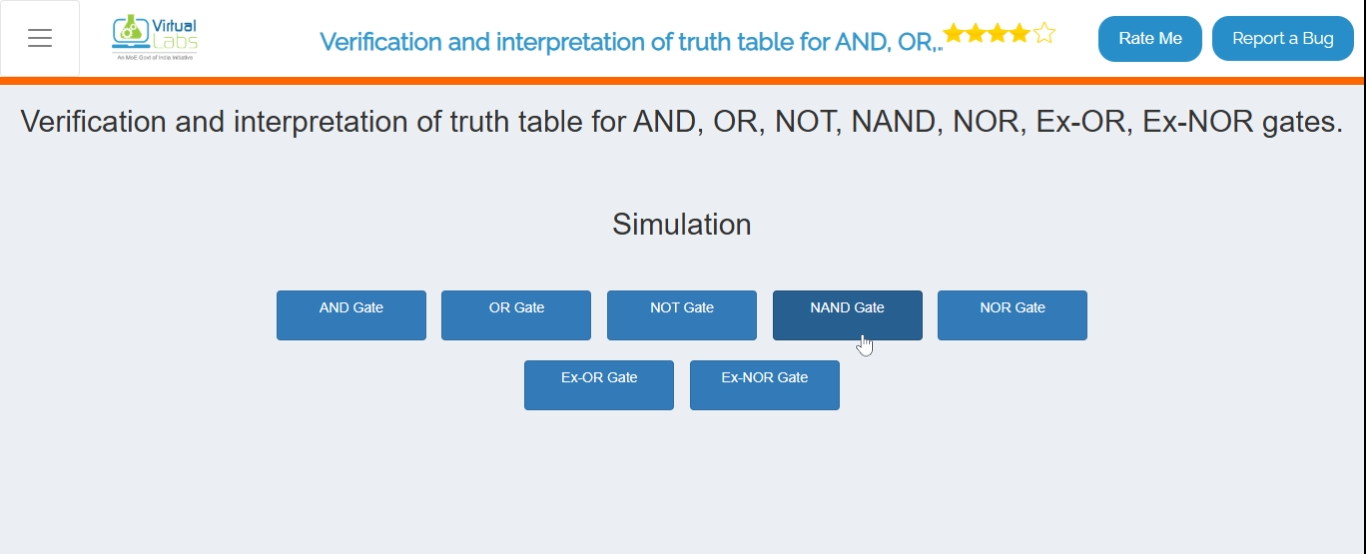 Virtual
Labs
An MoE Govt of India Initiative
Verification and interpretation of truth table for AND, OR,..
Rate Me
Report a Bug
Verification and interpretation of truth table for AND, OR, NOT, NAND, NOR, Ex-OR, Ex-NOR gates.
Simulation
AND Gate
OR Gate
NOT Gate
NAND Gate
NOR Gate
Ex-OR Gate
Ex-NOR Gate